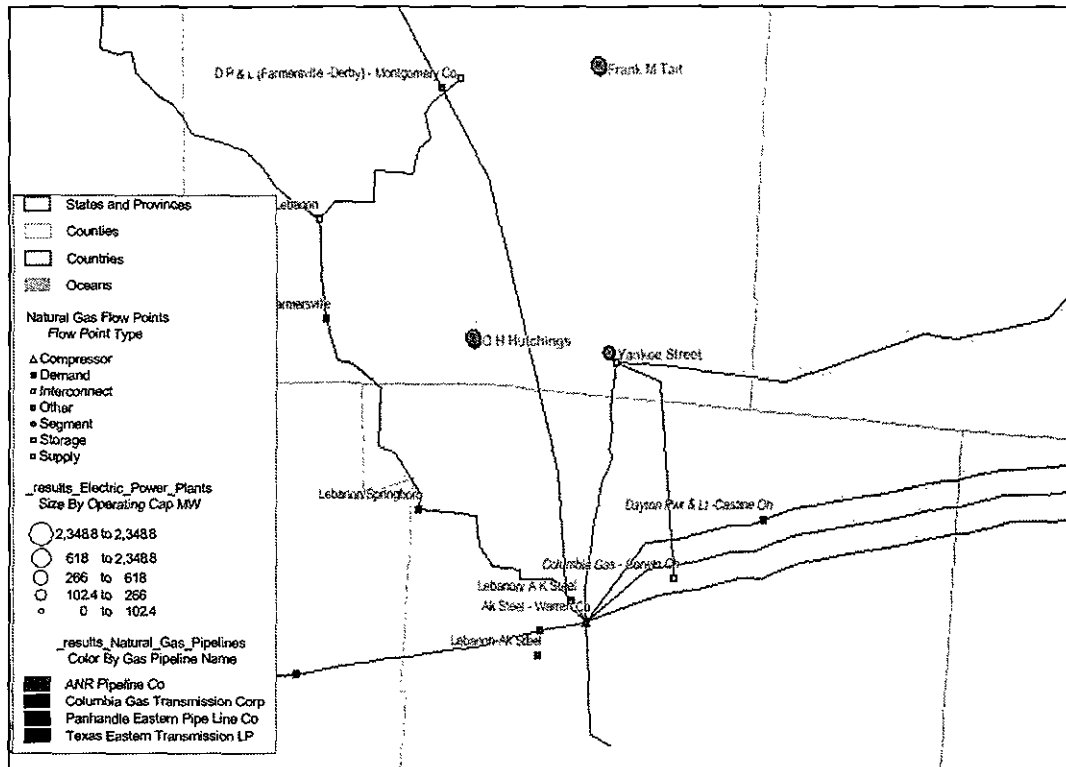 D P & L (Farmersville -Derby) - Montgomery Co
Frank M Tait
Lebanon
armersville
O H Hutchings
Yankee Street
Lebanon/Springboro
Dayton Pwr & Lt -Castine Oh
Columbia Gas - Oh
Lebanon/ A K Steel
Ak Steel - Warren Co
Lebanon-AK Steel
States and Provinces
Counties
Countries
Oceans
Natural Gas Flow Points
Flow Point Type
Compressor
Demand
Interconnect
Other
Segment
Storage
Supply
_results_Electric_Power_Plants
Size By Operating Cap MW
2,348.8 to 2,348.8
618 to 2,348.8
266 to 618
102.4 to 266
0 to 102.4
_results_Natural_Gas_Pipelines
Color By Gas Pipeline Name
ANR Pipeline Co
Columbia Gas Transmission Corp
Panhandle Eastern Pipe Line Co
Texas Eastern Transmission LP